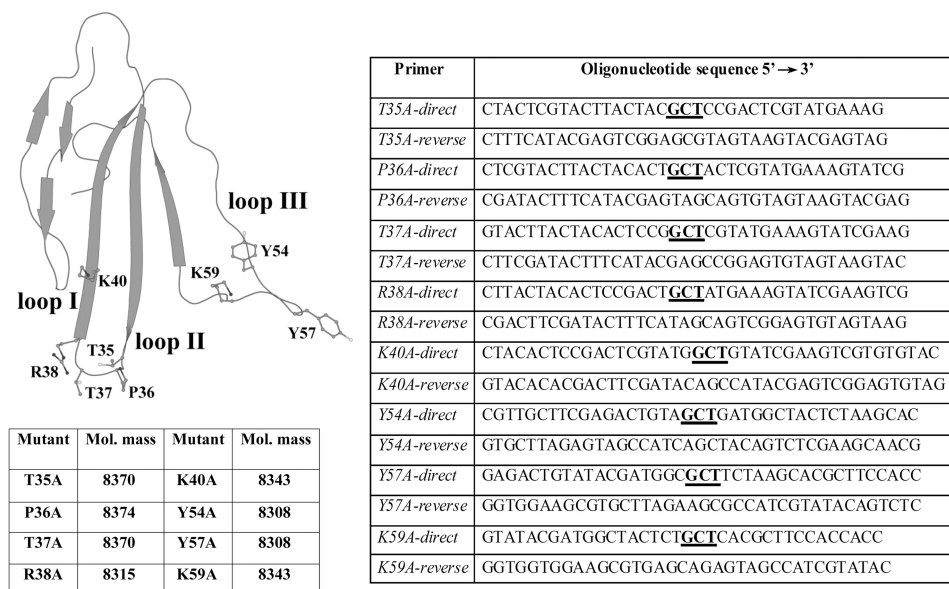 loop III
Y54
K59
K40
loop I
Y57
loop II
T35
R38
T37
P36
Mutant Mol. mass Mutant Mol. mass
T35A 8370 K40A 8343
P36A 8374 Y54A 8308
T37A 8370 Y57A 8308
R38A 8315 K59A 8343
Primer Oligonucleotide sequence 5’→3’
T35A-direct CTACTCGTACTTACTACGCTCCGACTCGTATGAAAG
T35A-reverse CTTTCATACGAGTCGGAGCGTAGTAAGTACGAGTAG
P36A-direct CTCGTACTTACTACACTGCTACTCGTATGAAAGTATCG
P36A-reverse CGATACTTTCATACGAGTAGCAGTGTAGTAAGTACGAG
T37A-direct GTACTTACTACACTCCGGCTCGTATGAAAGTATCGAAG
T37A-reverse CTTCGATACTTTCATACGAGCCGGAGTGTAGTAAGTAC
R38A-direct CTTACTACACTCCGACTGCTATGAAAGTATCGAAGTCG
R38A-reverse CGACTTCGATACTTTCATAGCAGTCGGAGTGTAGTAAG
K40A-direct CTACACTCCGACTCGTATGGCTGTATCGAAGTCGTGTGTAC
K40A-reverse GTACACACGACTTCGATACAGCCATACGAGTCGGAGTGTAG
Y54A-direct CGTTGCTTCGAGACTGTAGCTGATGGCTACTCTAAGCAC
Y54A-reverse GTGCTTAGAGTAGCCATCAGCTACAGTCTCGAAGCAACG
Y57A-direct GAGACTGTATACGATGGCGCTTCTAAGCACGCTTCCACC
Y57A-reverse GGTGGAAGCGTGCTTAGAAGCGCCATCGTATACAGTCTC
K59A-direct GTATACGATGGCTACTCTGCTCACGCTTCCACCACC
K59A-reverse GGTGGTGGAAGCGTGAGCAGAGTAGCCATCGTATAC